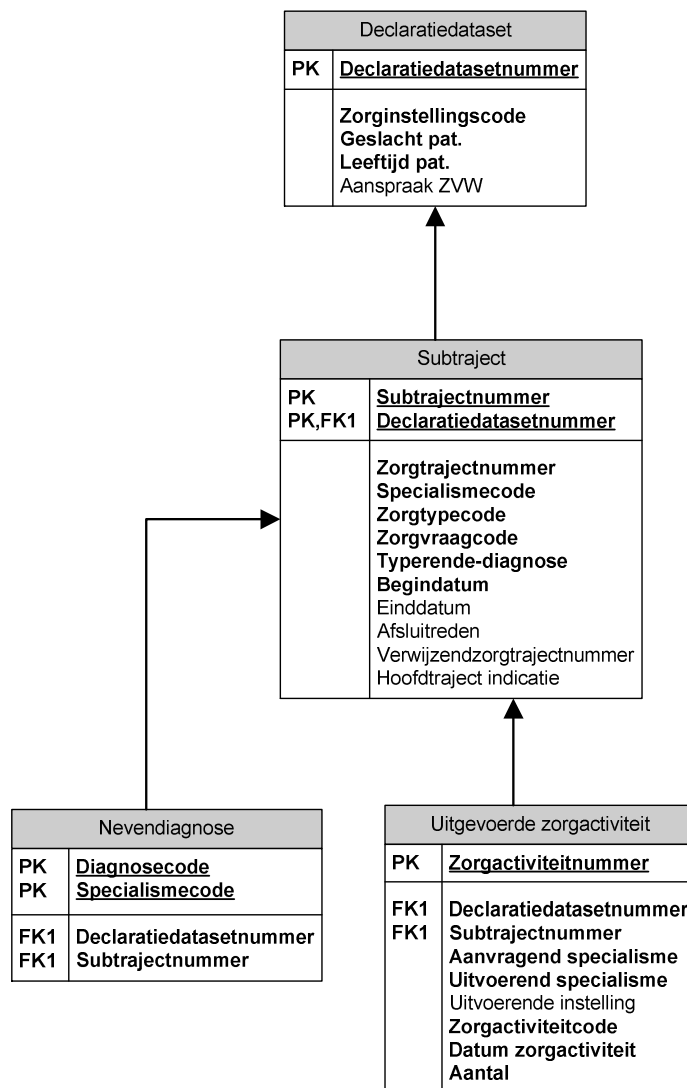 Declaratiedataset
PK Declaratiedatasetnummer
Zorginstellingscode
Geslacht pat.
Leeftijd pat.
Aanspraak ZVW
Subtraject
PK Subtrajectnummer
PK,FK1 Declaratiedatasetnummer
Zorgtrajectnummer
Specialismecode
Zorgtypecode
Zorgvraagcode
Typerende-diagnose
Begindatum
Einddatum
Afsluitreden
Verwijzendzorgtrajectnummer
Hoofdtraject indicatie
Nevendiagnose
PK Diagnosecode
PK Specialismecode
FK1 Declaratiedatasetnummer
FK1 Subtrajectnummer
Uitgevoerde zorgactiviteit
PK Zorgactiviteitnummer
FK1 Declaratiedatasetnummer
FK1 Subtrajectnummer
Aanvragend specialisme
Uitvoerend specialisme
Uitvoerende instelling
Zorgactiviteitcode
Datum zorgactiviteit
Aantal